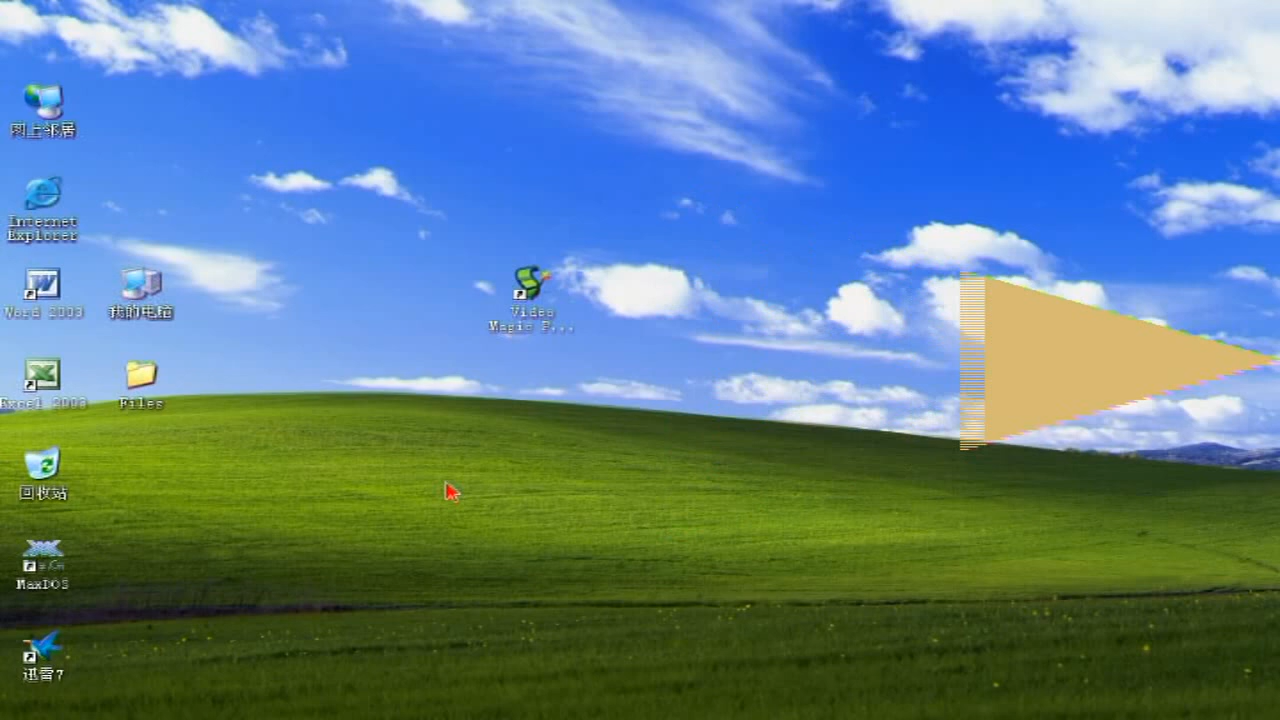 网上邻居
Internet
Explorer
Word 2003
我的电脑
Video
Magic P...
Excel 2003
Files
回收站
MaxDOS
迅雷7